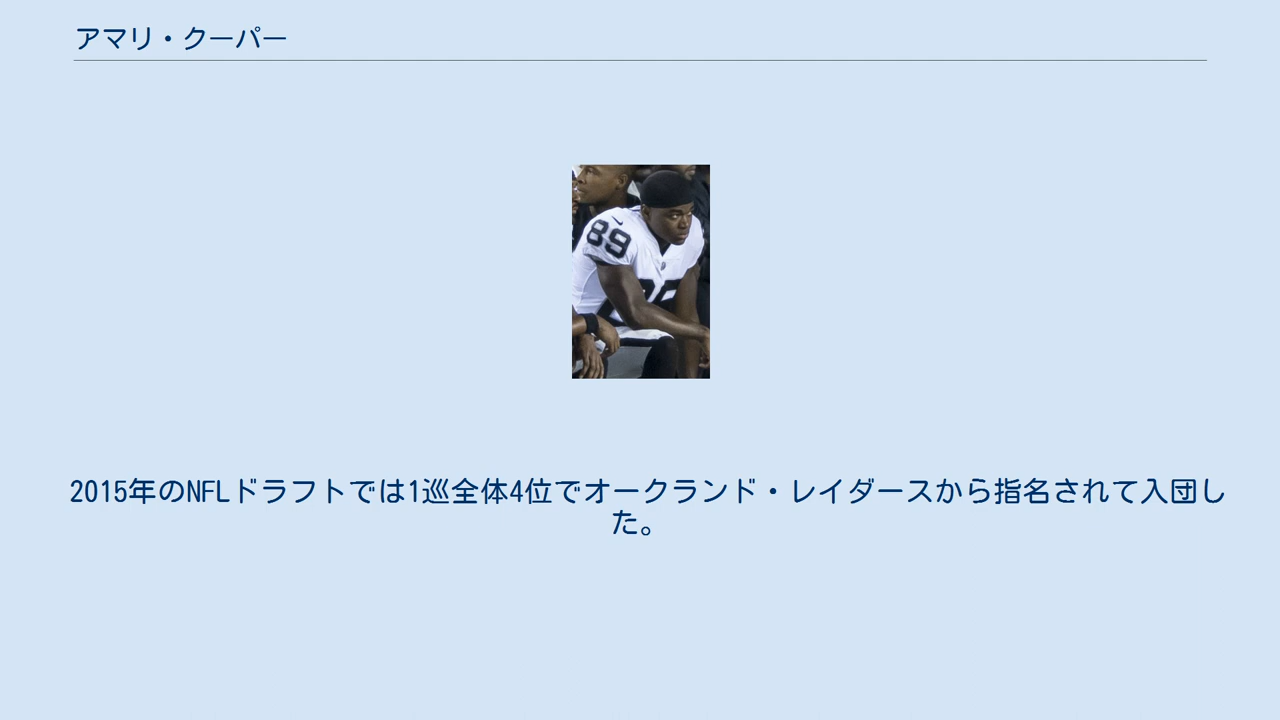 アマリ・クーパー
89
2015年のNFLドラフトでは1巡全体4位でオークランド・レイダースから指名されて入団し
た。